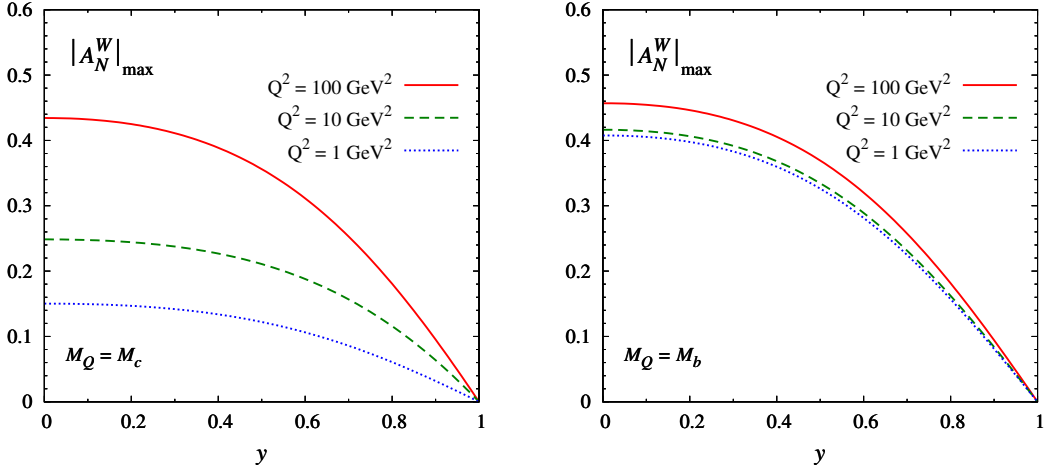 0.6
0.5
0.4
0.3
0.2
0.1
0
0 0.2 0.4 0.6 0.8 1
y
|A_N^W|_max
Q² = 100 GeV²
Q² = 10 GeV²
Q² = 1 GeV²
M_Q = M_c
0.6
0.5
0.4
0.3
0.2
0.1
0
0 0.2 0.4 0.6 0.8 1
y
|A_N^W|_max
Q² = 100 GeV²
Q² = 10 GeV²
Q² = 1 GeV²
M_Q = M_b